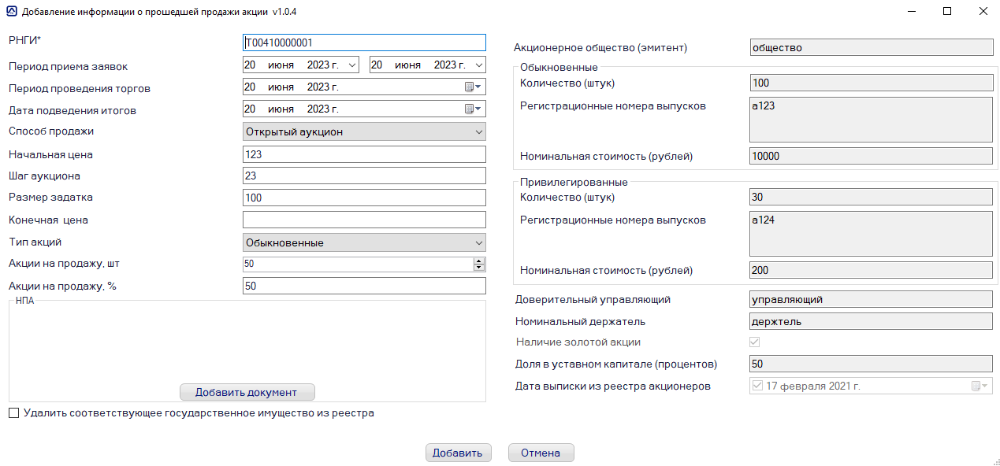 Добавление информации о прошедшей продажи акции v1.0.4
РНГИ*
Т00410000001
Период приема заявок
20 июня 2023 г.
20 июня 2023 г.
Период проведения торгов
20 июня 2023 г.
Дата подведения итогов
20 июня 2023 г.
Способ продажи
Открытый аукцион
Начальная цена
123
Шаг аукциона
23
Размер задатка
100
Конечная цена
Тип акций
Обыкновенные
Акции на продажу, шт
50
Акции на продажу, %
50
НПА
Добавить документ
Удалить соответствующее государственное имущество из реестра
Акционерное общество (эмитент)
общество
Обыкновенные
Количество (штук)
100
Регистрационные номера выпусков
а123
Номинальная стоимость (рублей)
10000
Привилегированные
Количество (штук)
30
Регистрационные номера выпусков
а124
Номинальная стоимость (рублей)
200
Доверительный управляющий
управляющий
Номинальный держатель
держтель
Наличие золотой акции
Доля в уставном капитале (процентов)
50
Дата выписки из реестра акционеров
17 февраля 2021 г.
Добавить
Отмена